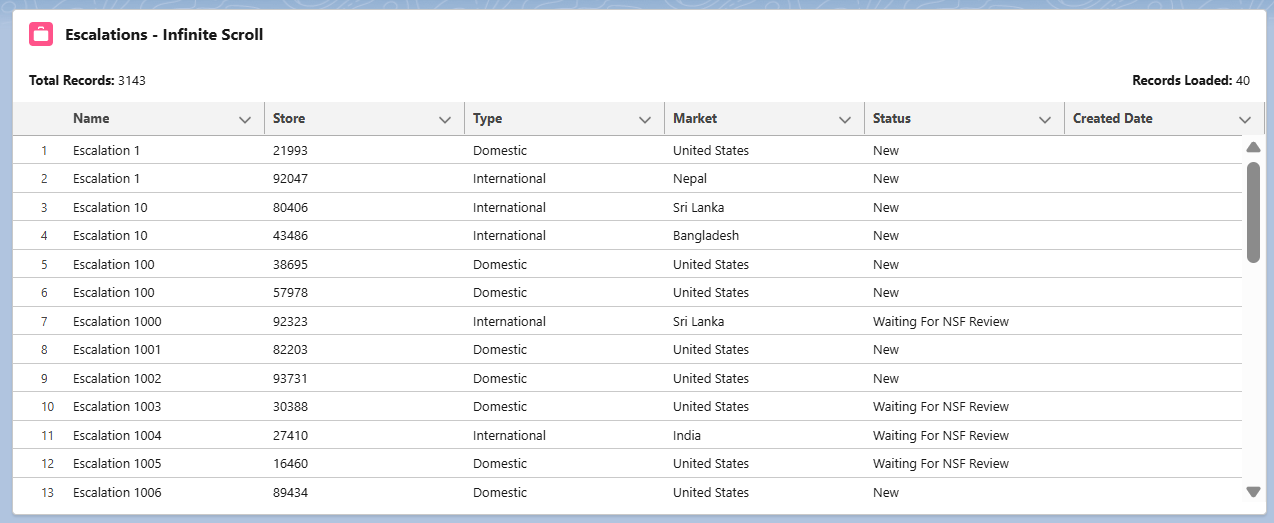 Escalations - Infinite Scroll
Total Records: 3143 Records Loaded: 40
Name Store Type Market Status Created Date
1 Escalation 1 21993 Domestic United States New
2 Escalation 1 92047 International Nepal New
3 Escalation 10 80406 International Sri Lanka New
4 Escalation 10 43486 International Bangladesh New
5 Escalation 100 38695 Domestic United States New
6 Escalation 100 57978 Domestic United States New
7 Escalation 1000 92323 International Sri Lanka Waiting For NSF Review
8 Escalation 1001 82203 Domestic United States New
9 Escalation 1002 93731 Domestic United States New
10 Escalation 1003 30388 Domestic United States Waiting For NSF Review
11 Escalation 1004 27410 International India Waiting For NSF Review
12 Escalation 1005 16460 Domestic United States Waiting For NSF Review
13 Escalation 1006 89434 Domestic United States New